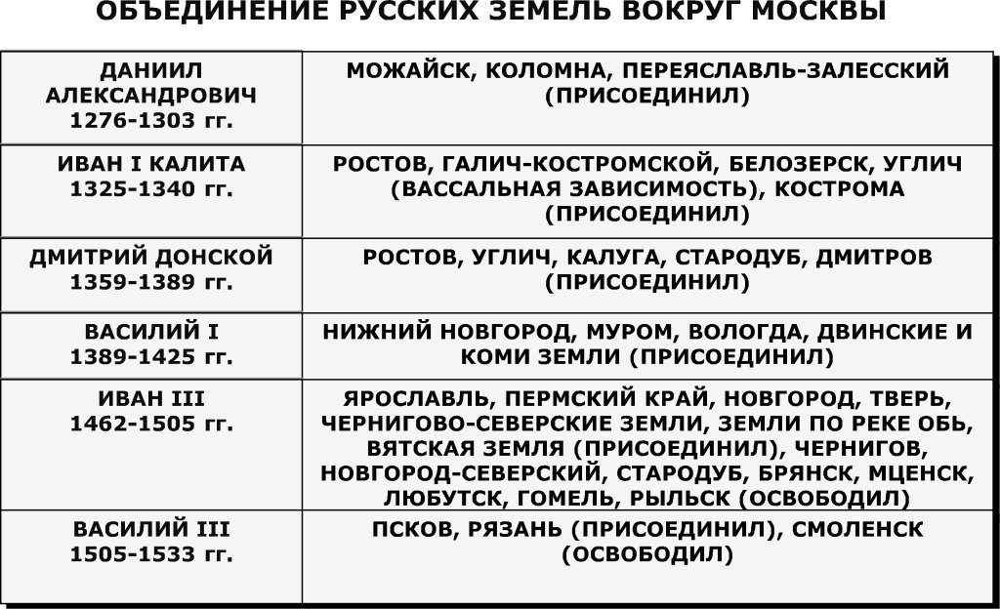 ОБЪЕДИНЕНИЕ РУССКИХ ЗЕМЕЛЬ ВОКРУГ МОСКВЫ
ДАНИИЛ
АЛЕКСАНДРОВИЧ
1276-1303 гг.
МОЖАЙСК, КОЛОМНА, ПЕРЕЯСЛАВЛЬ-ЗАЛЕССКИЙ
(ПРИСОЕДИНИЛ)
ИВАН I КАЛИТА
1325-1340 гг.
РОСТОВ, ГАЛИЧ-КОСТРОМСКОЙ, БЕЛОЗЕРСК, УГЛИЧ
(ВАССАЛЬНАЯ ЗАВИСИМОСТЬ), КОСТРОМА
(ПРИСОЕДИНИЛ)
ДМИТРИЙ ДОНСКОЙ
1359-1389 гг.
РОСТОВ, УГЛИЧ, КАЛУГА, СТАРОДУБ, ДМИТРОВ
(ПРИСОЕДИНИЛ)
ВАСИЛИЙ I
1389-1425 гг.
НИЖНИЙ НОВГОРОД, МУРОМ, ВОЛОГДА, ДВИНСКИЕ И
КОМИ ЗЕМЛИ (ПРИСОЕДИНИЛ)
ИВАН III
1462-1505 гг.
ЯРОСЛАВЛЬ, ПЕРМСКИЙ КРАЙ, НОВГОРОД, ТВЕРЬ,
ЧЕРНИГОВО-СЕВЕРСКИЕ ЗЕМЛИ, ЗЕМЛИ ПО РЕКЕ ОБЬ,
ВЯТСКАЯ ЗЕМЛЯ (ПРИСОЕДИНИЛ), ЧЕРНИГОВ,
НОВГОРОД-СЕВЕРСКИЙ, СТАРОДУБ, БРЯНСК, МЦЕНСК,
ЛЮБУТСК, ГОМЕЛЬ, РЫЛЬСК (ОСВОБОДИЛ)
ВАСИЛИЙ III
1505-1533 гг.
ПСКОВ, РЯЗАНЬ (ПРИСОЕДИНИЛ), СМОЛЕНСК
(ОСВОБОДИЛ)